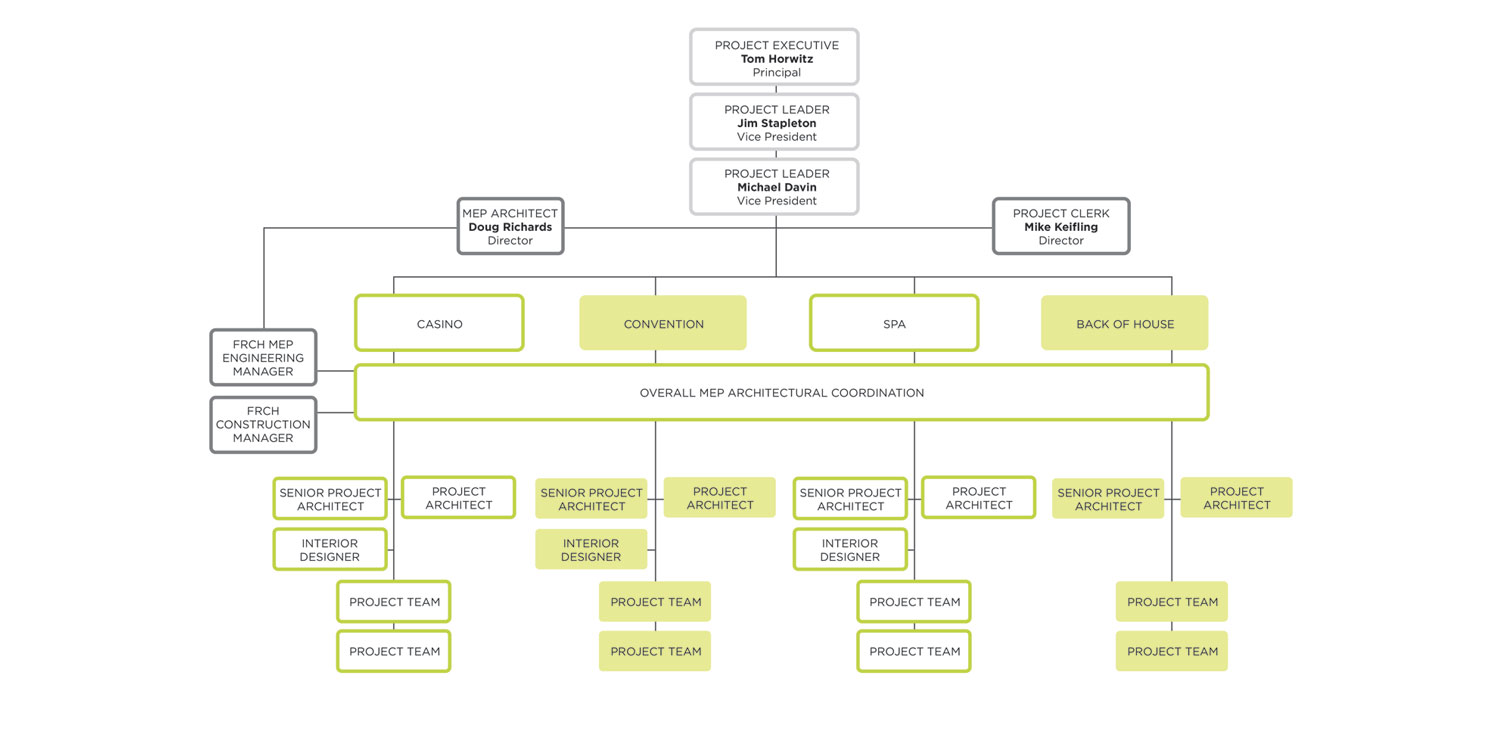 PROJECT EXECUTIVE
Tom Horwitz
Principal
PROJECT LEADER
Jim Stapleton
Vice President
PROJECT LEADER
Michael Davin
Vice President
MEP ARCHITECT
Doug Richards
Director
PROJECT CLERK
Mike Keifling
Director
CASINO
CONVENTION
SPA
BACK OF HOUSE
FRCH MEP
ENGINEERING
MANAGER
OVERALL MEP ARCHITECTURAL COORDINATION
FRCH
CONSTRUCTION
MANAGER
SENIOR PROJECT
ARCHITECT
PROJECT
ARCHITECT
SENIOR PROJECT
ARCHITECT
PROJECT
ARCHITECT
SENIOR PROJECT
ARCHITECT
PROJECT
ARCHITECT
SENIOR PROJECT
ARCHITECT
PROJECT
ARCHITECT
INTERIOR
DESIGNER
INTERIOR
DESIGNER
INTERIOR
DESIGNER
PROJECT TEAM
PROJECT TEAM
PROJECT TEAM
PROJECT TEAM
PROJECT TEAM
PROJECT TEAM
PROJECT TEAM
PROJECT TEAM